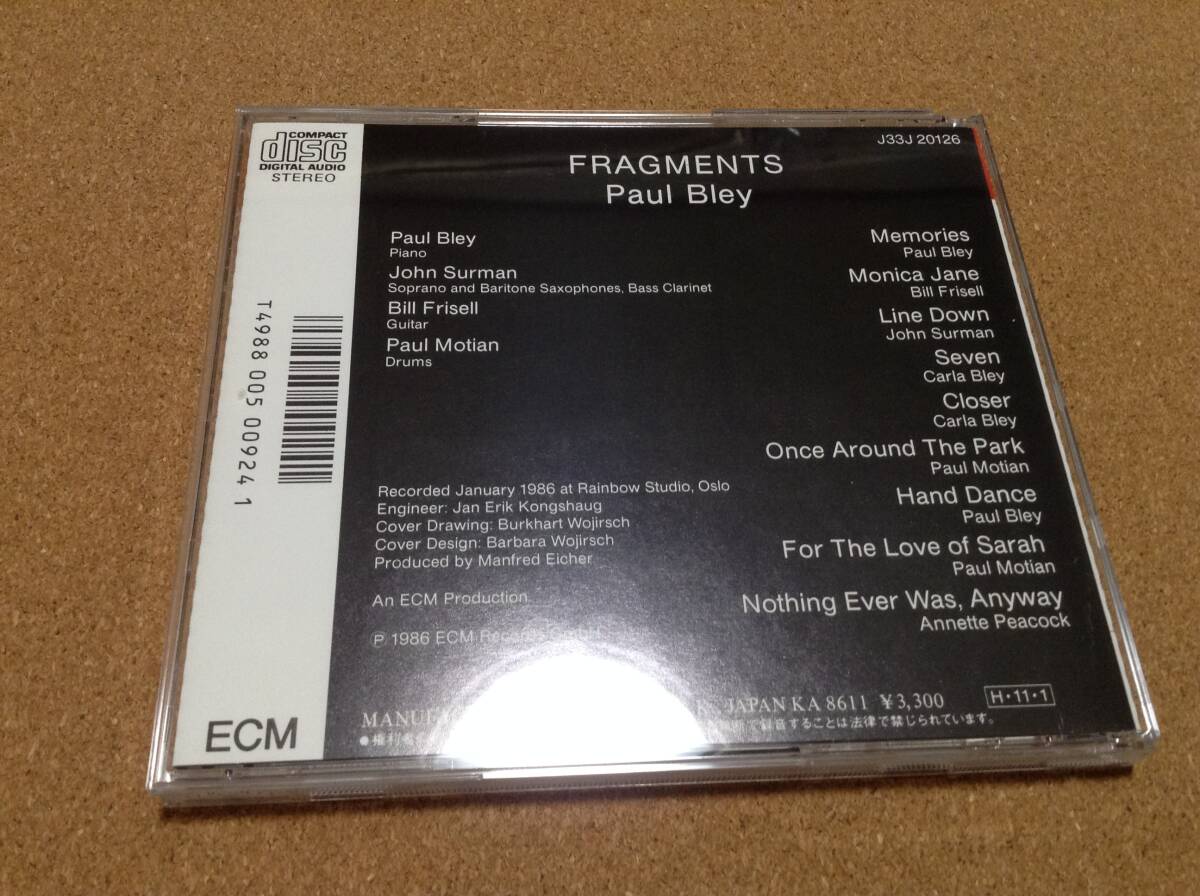 COMPACT
disc
DIGITAL AUDIO
STEREO
T4988 005 009241
ECM
J33J 20126
FRAGMENTS
Paul Bley
Paul Bley
Piano
John Surman
Soprano and Baritone Saxophones, Bass Clarinet
Bill Frisell
Guitar
Paul Motian
Drums
Memories
Paul Bley
Monica Jane
Bill Frisell
Line Down
John Surman
Seven
Carla Bley
Closer
Carla Bley
Once Around The Park
Paul Motian
Hand Dance
Paul Bley
For The Love of Sarah
Paul Motian
Nothing Ever Was, Anyway
Annette Peacock
Recorded January 1986 at Rainbow Studio, Oslo
Engineer: Jan Erik Kongshaug
Cover Drawing: Burkhart Wojirsch
Cover Design: Barbara Wojirsch
Produced by Manfred Eicher
An ECM Production
℗ 1986 ECM Records GmbH
JAPAN KA 8611 ¥3,300
H・11・1
で録音することは法律で禁じられています。